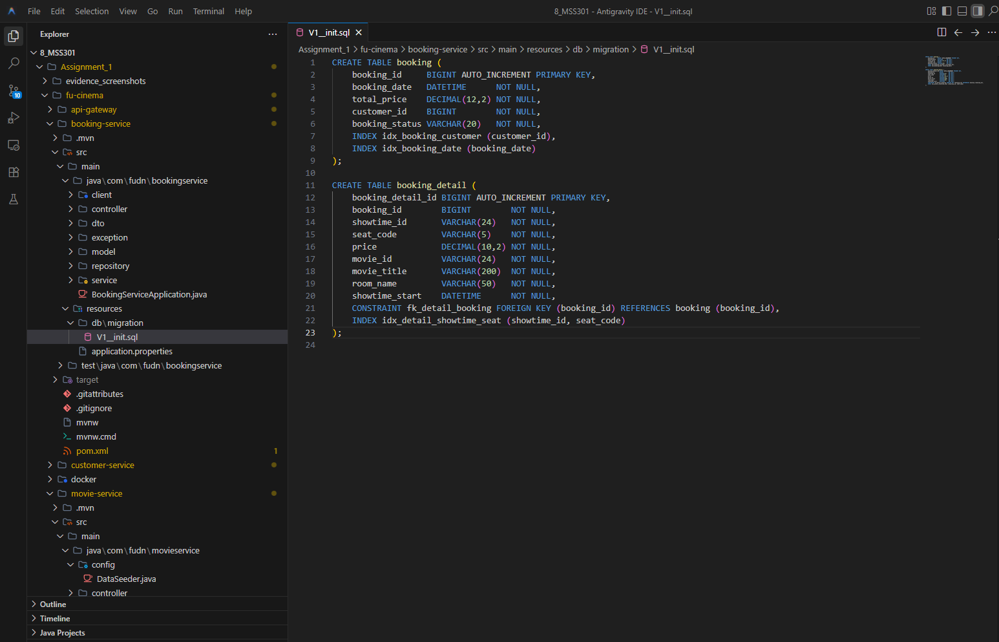 File Edit Selection View Go Run Terminal Help
8_MSS301 - Antigravity IDE - V1__init.sql
Explorer
8_MSS301
Assignment_1
evidence_screenshots
fu-cinema
api-gateway
booking-service
.mvn
src
main
java\com\fudn\bookingservice
client
controller
dto
exception
model
repository
service
BookingServiceApplication.java
resources
db\migration
V1__init.sql
application.properties
test\java\com\fudn\bookingservice
target
.gitattributes
.gitignore
mvnw
mvnw.cmd
pom.xml 1
customer-service
docker
movie-service
.mvn
src
main
java\com\fudn\movieservice
config
DataSeeder.java
controller
Outline
Timeline
Java Projects
10
V1__init.sql
Assignment_1 > fu-cinema > booking-service > src > main > resources > db > migration > V1__init.sql
1 CREATE TABLE booking (
2 booking_id BIGINT AUTO_INCREMENT PRIMARY KEY,
3 booking_date DATETIME NOT NULL,
4 total_price DECIMAL(12,2) NOT NULL,
5 customer_id BIGINT NOT NULL,
6 booking_status VARCHAR(20) NOT NULL,
7 INDEX idx_booking_customer (customer_id),
8 INDEX idx_booking_date (booking_date)
9 );
10
11 CREATE TABLE booking_detail (
12 booking_detail_id BIGINT AUTO_INCREMENT PRIMARY KEY,
13 booking_id BIGINT NOT NULL,
14 showtime_id VARCHAR(24) NOT NULL,
15 seat_code VARCHAR(5) NOT NULL,
16 price DECIMAL(10,2) NOT NULL,
17 movie_id VARCHAR(24) NOT NULL,
18 movie_title VARCHAR(200) NOT NULL,
19 room_name VARCHAR(50) NOT NULL,
20 showtime_start DATETIME NOT NULL,
21 CONSTRAINT fk_detail_booking FOREIGN KEY (booking_id) REFERENCES booking (booking_id),
22 INDEX idx_detail_showtime_seat (showtime_id, seat_code)
23 );
24